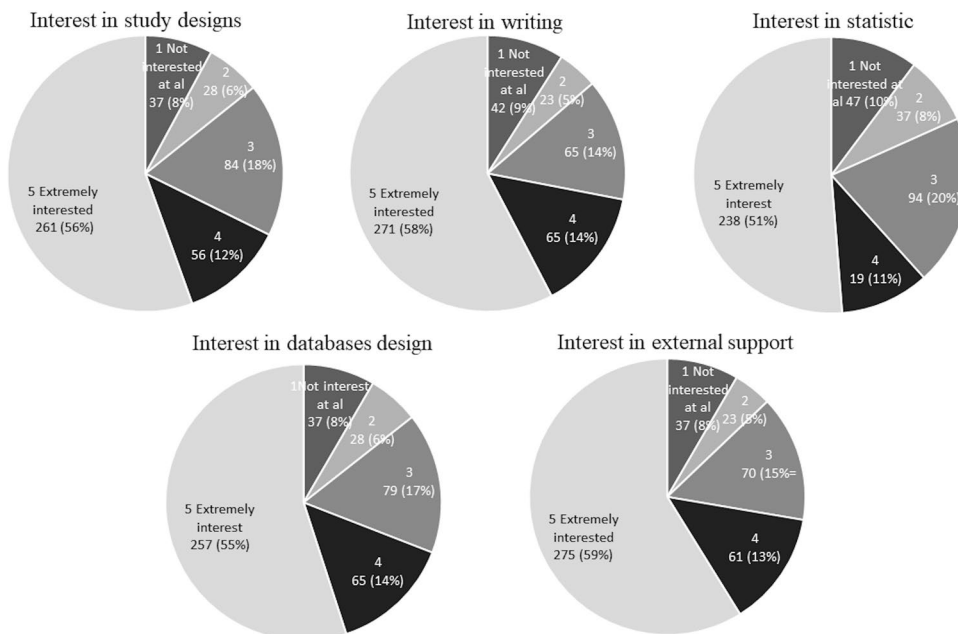 Interest in study designs
1 Not
interested
at al
37 (8%)
2
28 (6%)
3
84 (18%)
4
56 (12%)
5 Extremely
interested
261 (56%)
Interest in writing
1 Not
interested
at al
42 (9%)
2
23 (5%)
3
65 (14%)
4
65 (14%)
5 Extremely
interested
271 (58%)
Interest in statistic
1 Not
interested at
al 47 (10%)
2
37 (8%)
3
94 (20%)
4
19 (11%)
5 Extremely
interest
238 (51%)
Interest in databases design
1Not interest
at al
37 (8%)
2
28 (6%)
3
79 (17%)
4
65 (14%)
5 Extremely
interest
257 (55%)
Interest in external support
1 Not
interested
at al
37 (8%)
2
23 (5%)
3
70 (15%=
4
61 (13%)
5 Extremely
interested
275 (59%)